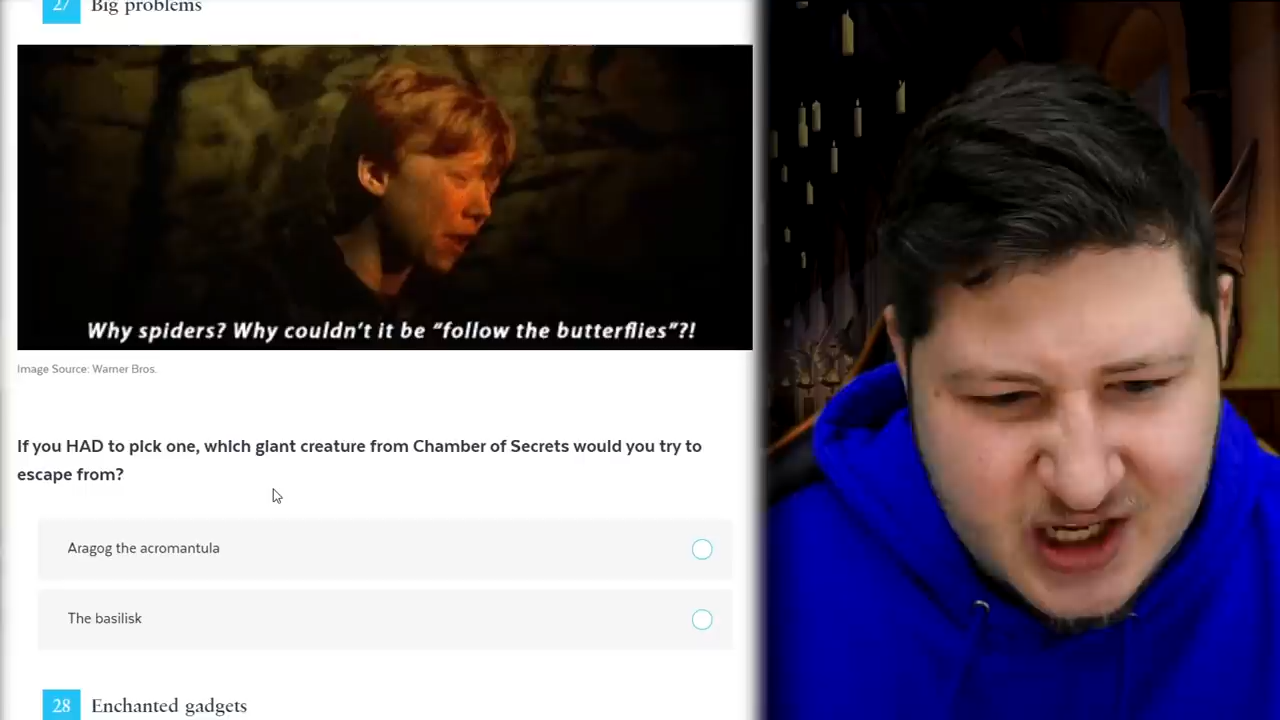 27 Big problems
Why spiders? Why couldn't it be "follow the butterflies"?!
Image Source: Warner Bros.
If you HAD to pick one, which giant creature from Chamber of Secrets would you try to
escape from?
Aragog the acromantula
The basilisk
28 Enchanted gadgets